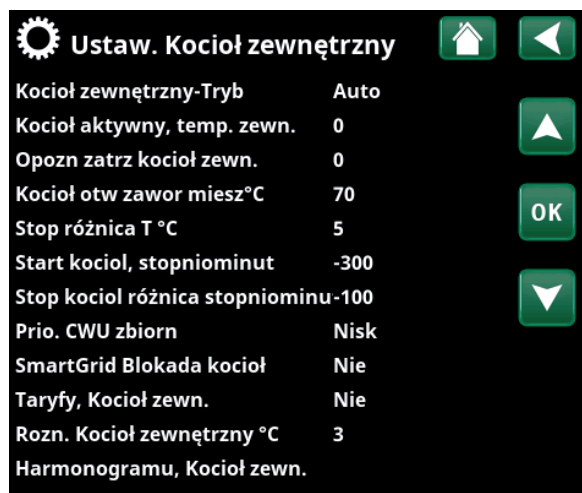 Ustaw. Kocioł zewnętrzny
Kocioł zewnętrzny-Tryb Auto
Kocioł aktywny, temp. zewn. 0
Opozn zatrz kocioł zewn. 0
Kocioł otw zawor miesz°C 70
OK
Stop różnica T °C 5
Start kociol, stopniominut -300
Stop kociol różnica stopniominu -100
Prio. CWU zbiorn Nisk
SmartGrid Blokada kocioł Nie
Taryfy, Kocioł zewn. Nie
Rozn. Kocioł zewnętrzny °C 3
Harmonogramu, Kocioł zewn.